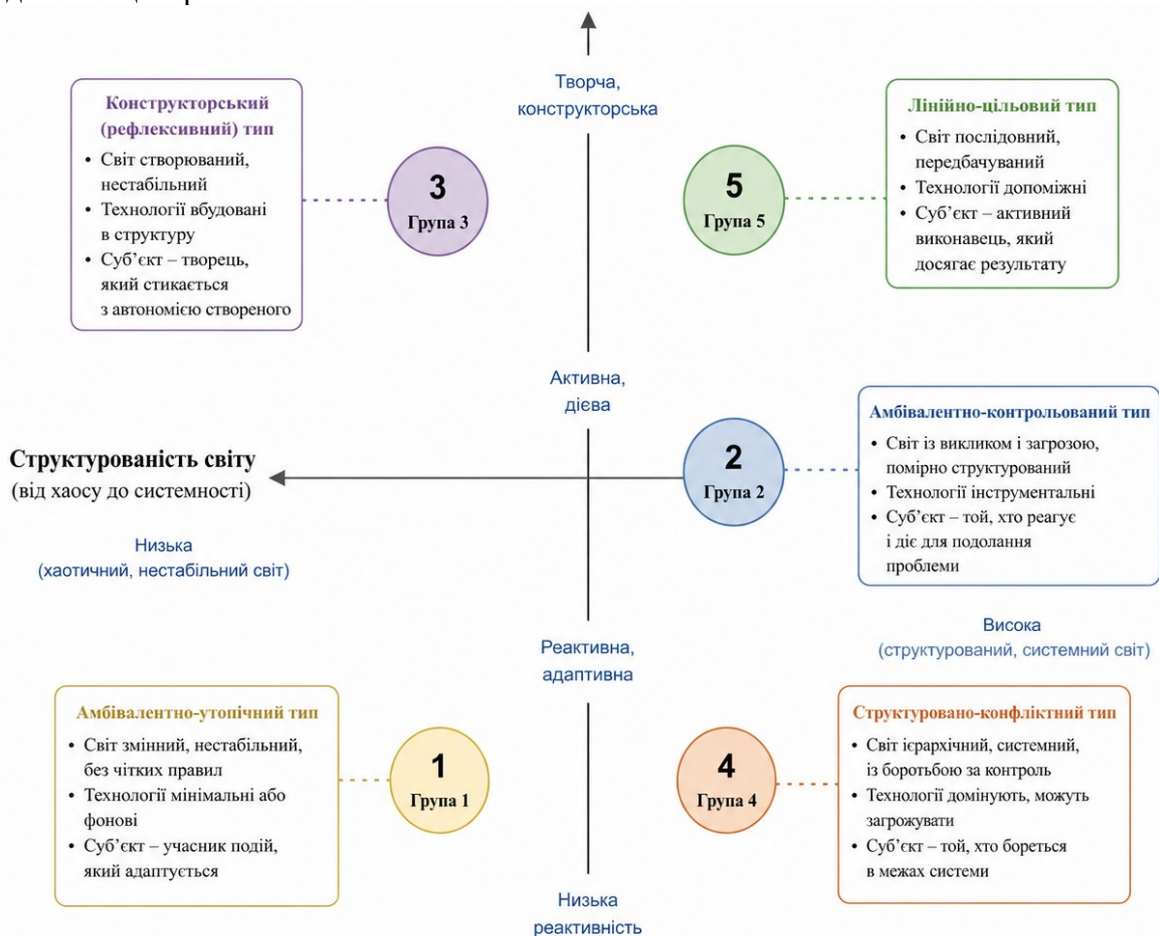 Творча,
конструкторська
Конструкторський
(рефлексивний) тип
• Світ створюваний,
нестабільний
• Технології вбудовані
в структуру
• Суб’єкт – творець,
який стикається
з автономією створеного
3
Група 3
5
Група 5
Лінійно-цільовий тип
• Світ послідовний,
передбачуваний
• Технології допоміжні
• Суб’єкт – активний
виконавець, який
досягає результату
Активна,
дієва
Структурованість світу
(від хаосу до системності)
Низька
(хаотичний, нестабільний світ)
2
Група 2
Амбівалентно-контрольований тип
• Світ із викликом і загрозою,
помірно структурований
• Технології інструментальні
• Суб’єкт – той, хто реагує
і діє для подолання
проблеми
Висока
(структурований, системний світ)
Реактивна,
адаптивна
Амбівалентно-утопічний тип
• Світ змінний, нестабільний,
без чітких правил
• Технології мінімальні або
фонові
• Суб’єкт – учасник подій,
який адаптується
1
Група 1
4
Група 4
Структуровано-конфліктний тип
• Світ ієрархічний, системний,
із боротьбою за контроль
• Технології домінують, можуть
загрожувати
• Суб’єкт – той, хто бореться
в межах системи
Низька
реактивність